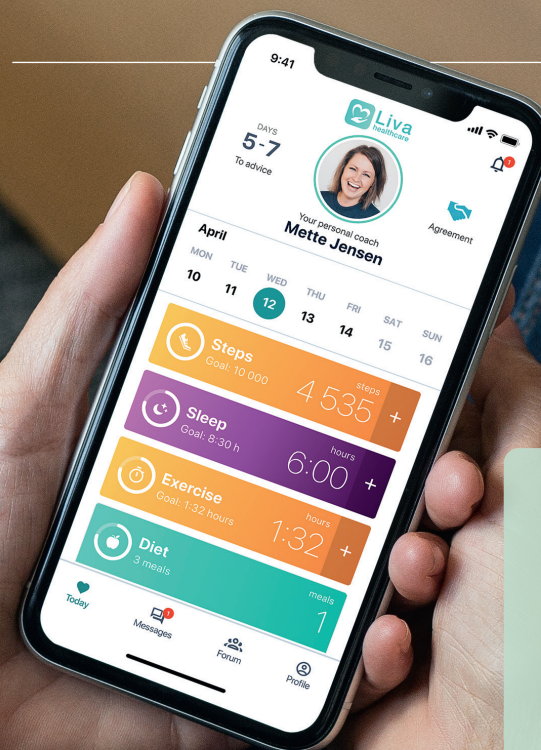 9:41
Liva
healthcare
DAYS
5-7
To advice
1
Your personal coach
Mette Jensen
Agreement
April
MON TUE WED THU FRI SAT SUN
10 11 12 13 14 15 16
Steps
Goal: 10 000
steps
4 535 +
Sleep
Goal: 8:30 h
hours
6:00 +
Exercise
Goal: 1:32 hours
hours
1:32 +
Diet
3 meals
meals
1
Today
Messages
1
Forum
Profile